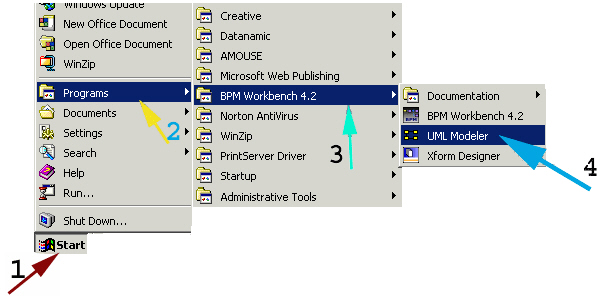 Windows Update
New Office Document
Open Office Document
WinZip
Programs
Documents
Settings
Search
Help
Run...
Shut Down...
Start
1
2
Creative
Datanamic
AMOUSE
Microsoft Web Publishing
BPM Workbench 4.2
Norton AntiVirus
WinZip
PrintServer Driver
Startup
Administrative Tools
3
Documentation
BPM Workbench 4.2
UML Modeler
Xform Designer
4